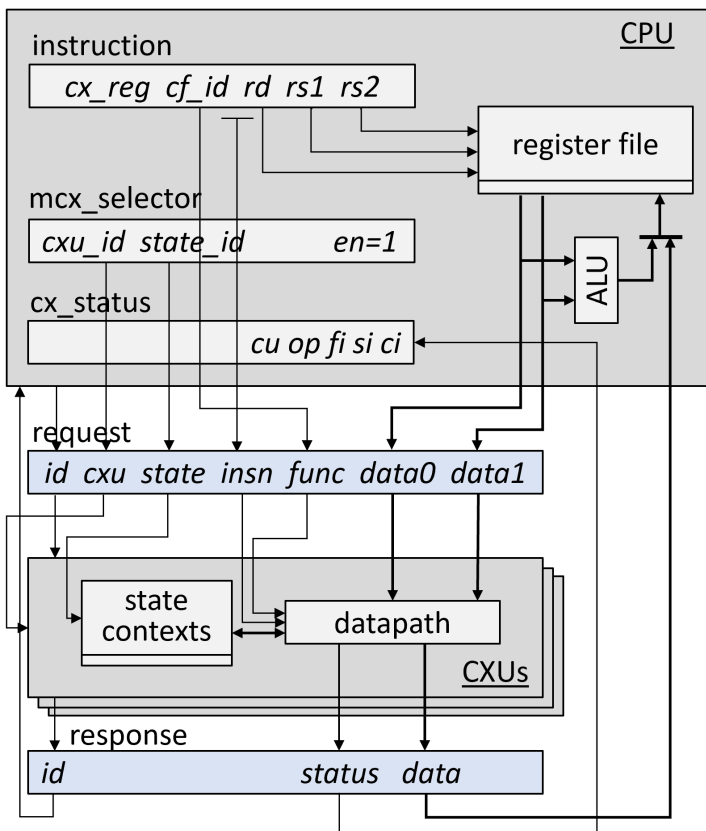 CPU
instruction
cx_reg cf_id rd rs1 rs2
register file
mcx_selector
cxu_id state_id en=1
ALU
cx_status
cu op fi si ci
request
id cxu state insn func data0 data1
state
contexts
datapath
CXUs
response
id status data